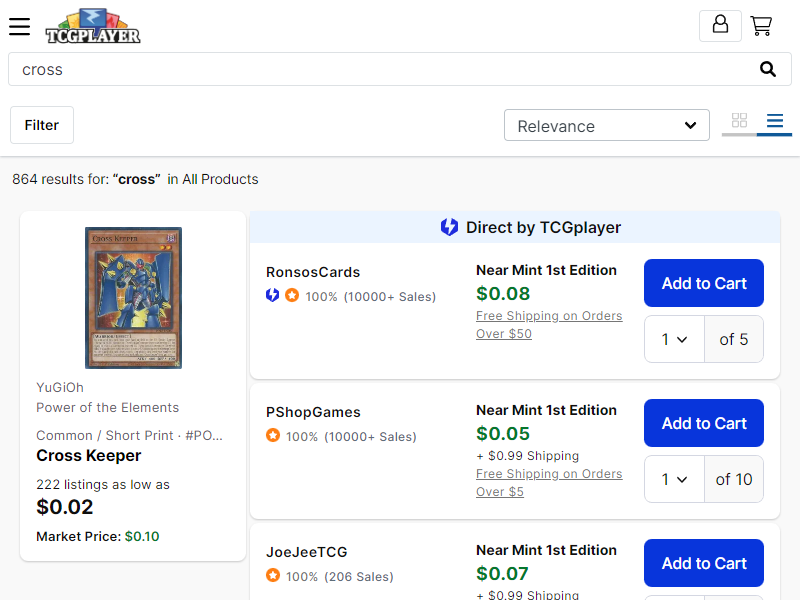 TCGPLAYER
cross
Filter
Relevance
864 results for: “cross” in All Products
CROSS KEEPER
YuGiOh
Power of the Elements
Common / Short Print · #PO...
Cross Keeper
222 listings as low as
$0.02
Market Price: $0.10
Direct by TCGplayer
RonsosCards
100% (10000+ Sales)
Near Mint 1st Edition
$0.08
Free Shipping on Orders
Over $50
Add to Cart
1 of 5
PShopGames
100% (10000+ Sales)
Near Mint 1st Edition
$0.05
+ $0.99 Shipping
Free Shipping on Orders
Over $5
Add to Cart
1 of 10
JoeJeeTCG
100% (206 Sales)
Near Mint 1st Edition
$0.07
+ $0.99 Shipping
Add to Cart